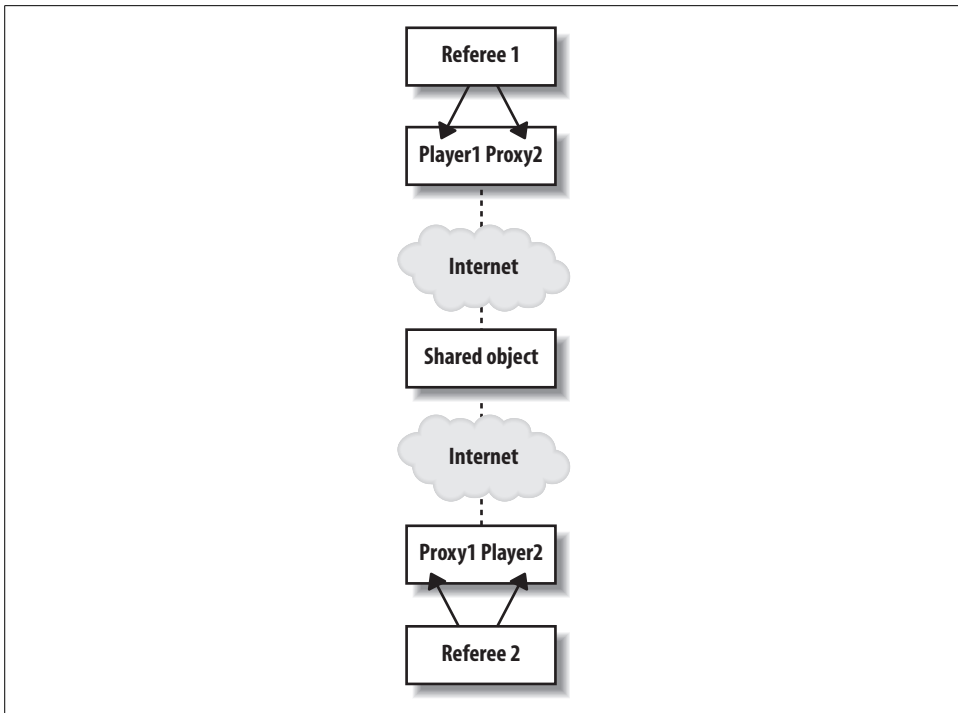 Referee 1
Player1 Proxy2
Internet
Shared object
Internet
Proxy1 Player2
Referee 2